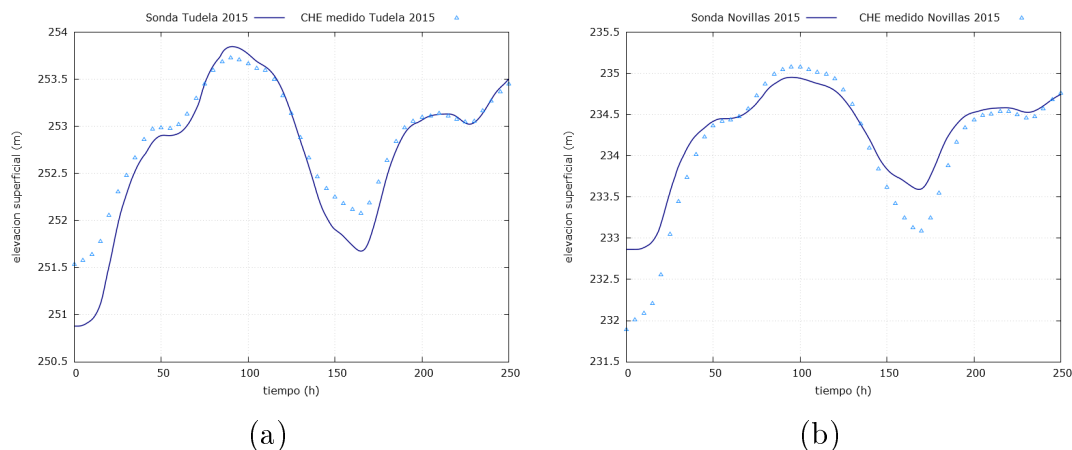 Sonda Tudela 2015
CHE medido Tudela 2015
254
253.5
253
252.5
252
251.5
251
250.5
elevacion superficial (m)
0
50
100
150
200
250
tiempo (h)
(a)
Sonda Novillas 2015
CHE medido Novillas 2015
235.5
235
234.5
234
233.5
233
232.5
232
231.5
elevacion superficial (m)
0
50
100
150
200
250
tiempo (h)
(b)